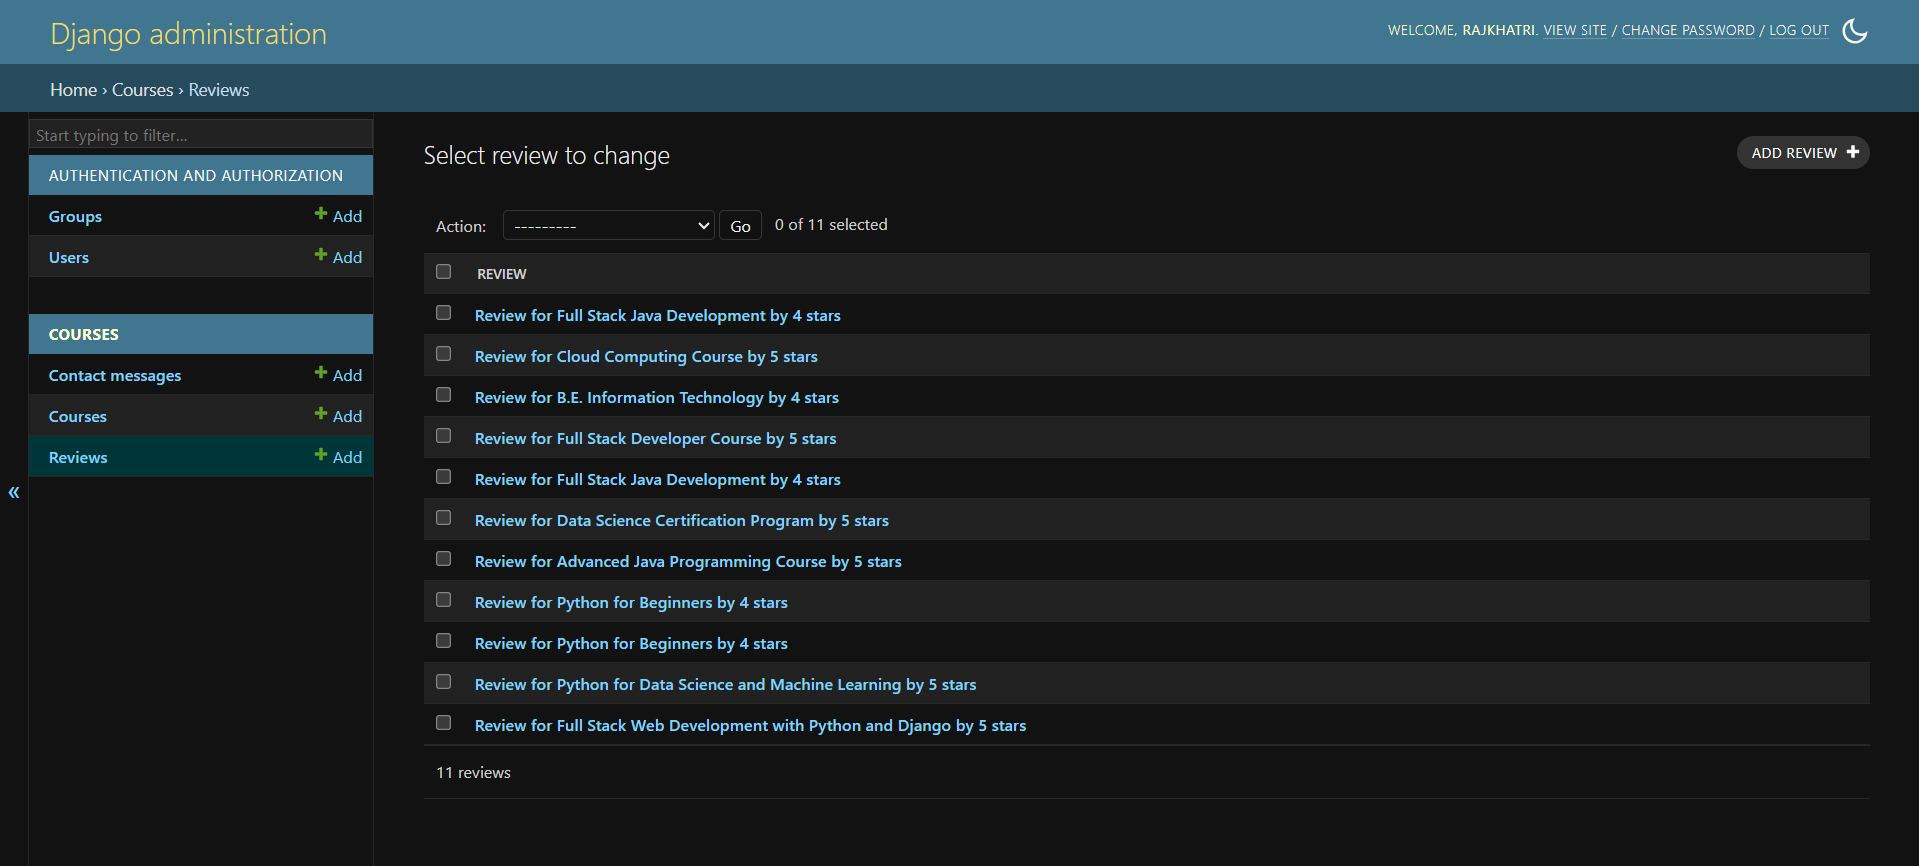 Django administration
WELCOME, RAJKHATRI. VIEW SITE / CHANGE PASSWORD / LOG OUT
Home › Courses › Reviews
Start typing to filter...
AUTHENTICATION AND AUTHORIZATION
Groups + Add
Users + Add
COURSES
Contact messages + Add
Courses + Add
Reviews + Add
«
Select review to change
ADD REVIEW +
Action: --------- Go 0 of 11 selected
REVIEW
Review for Full Stack Java Development by 4 stars
Review for Cloud Computing Course by 5 stars
Review for B.E. Information Technology by 4 stars
Review for Full Stack Developer Course by 5 stars
Review for Full Stack Java Development by 4 stars
Review for Data Science Certification Program by 5 stars
Review for Advanced Java Programming Course by 5 stars
Review for Python for Beginners by 4 stars
Review for Python for Beginners by 4 stars
Review for Python for Data Science and Machine Learning by 5 stars
Review for Full Stack Web Development with Python and Django by 5 stars
11 reviews